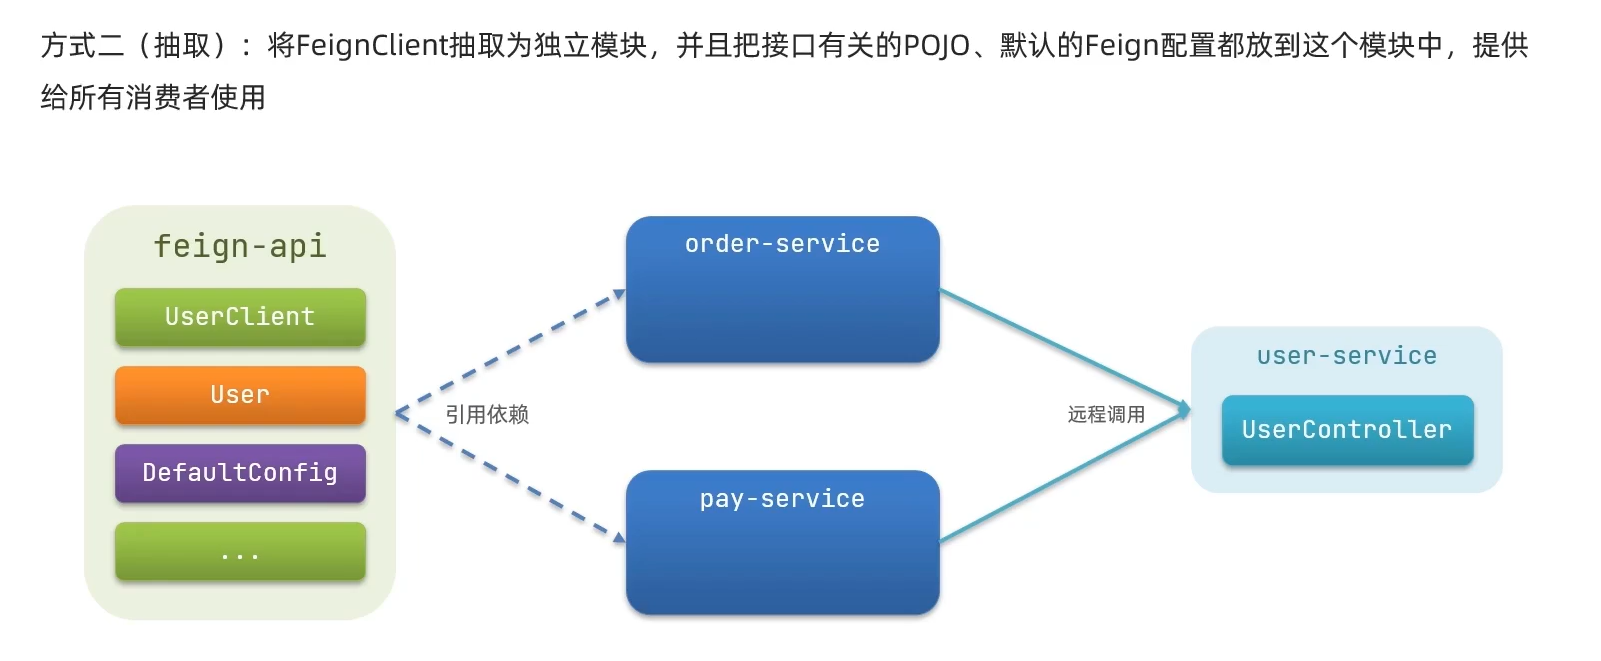 方式二（抽取）：将FeignClient抽取为独立模块，并且把接口有关的POJO、默认的Feign配置都放到这个模块中，提供
给所有消费者使用
feign-api
UserClient
User
DefaultConfig
...
引用依赖
order-service
pay-service
远程调用
user-service
UserController